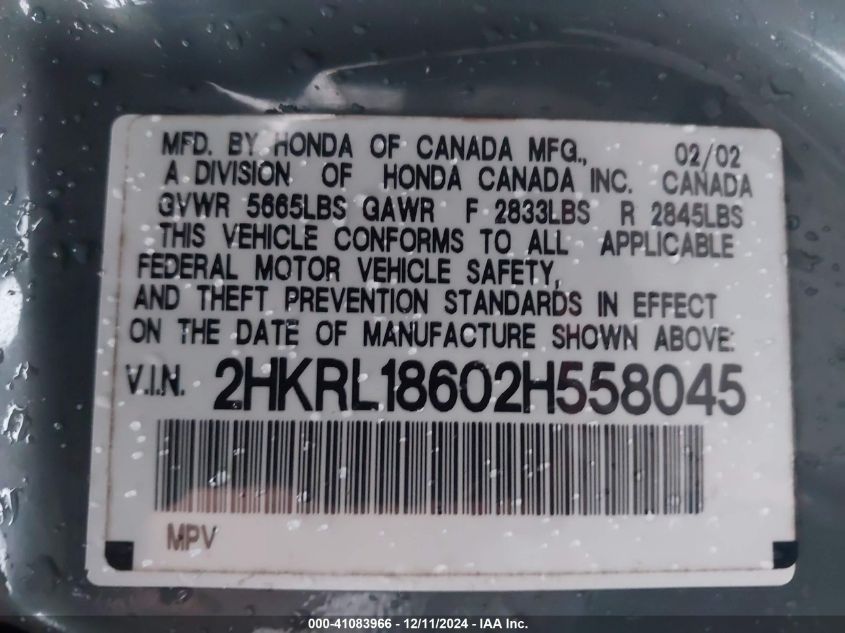 MFD. BY HONDA OF CANADA MFG., 02/02
A DIVISION OF HONDA CANADA INC. CANADA
GVWR 5665LBS GAWR F 2833LBS R 2845LBS
THIS VEHICLE CONFORMS TO ALL APPLICABLE
FEDERAL MOTOR VEHICLE SAFETY,
AND THEFT PREVENTION STANDARDS IN EFFECT
ON THE DATE OF MANUFACTURE SHOWN ABOVE:
V.I.N. 2HKRL18602H558045
MPV
000-41083966 - 12/11/2024 - IAA Inc.